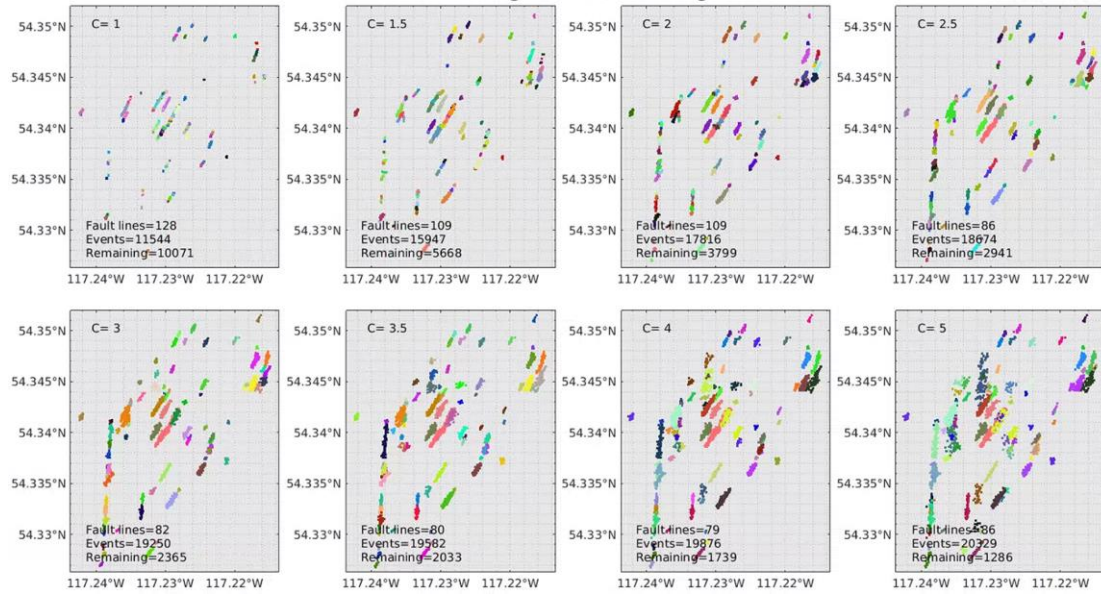 C= 1
C= 1.5
C= 2
C= 2.5
54.35°N
54.345°N
54.34°N
54.335°N
54.33°N
54.35°N
54.345°N
54.34°N
54.335°N
54.33°N
54.35°N
54.345°N
54.34°N
54.335°N
54.33°N
54.35°N
54.345°N
54.34°N
54.335°N
54.33°N
Fault lines=128
Events=11544
Remaining=10071
Fault lines=109
Events=15947
Remaining=5668
Fault lines=109
Events=17816
Remaining=3799
Fault lines=86
Events=18674
Remaining=2941
117.24°W 117.23°W 117.22°W
117.24°W 117.23°W 117.22°W
117.24°W 117.23°W 117.22°W
117.24°W 117.23°W 117.22°W
C= 3
C= 3.5
C= 4
C= 5
54.35°N
54.345°N
54.34°N
54.335°N
54.33°N
54.35°N
54.345°N
54.34°N
54.335°N
54.33°N
54.35°N
54.345°N
54.34°N
54.335°N
54.33°N
54.35°N
54.345°N
54.34°N
54.335°N
54.33°N
Fault lines=82
Events=19250
Remaining=2365
Fault lines=80
Events=19582
Remaining=2033
Fault lines=79
Events=19876
Remaining=1739
Fault lines=86
Events=20329
Remaining=1286
117.24°W 117.23°W 117.22°W
117.24°W 117.23°W 117.22°W
117.24°W 117.23°W 117.22°W
117.24°W 117.23°W 117.22°W